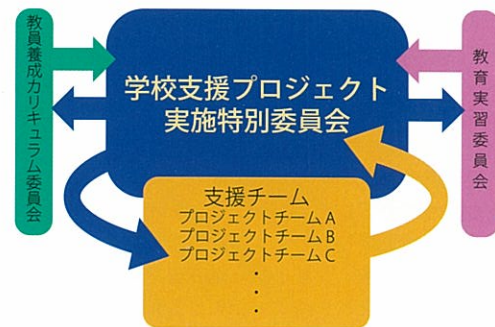 教員養成カリキュラム委員会
学校支援プロジェクト
実施特別委員会
教育実習委員会
支援チーム
プロジェクトチームA
プロジェクトチームB
プロジェクトチームC
・
・
・